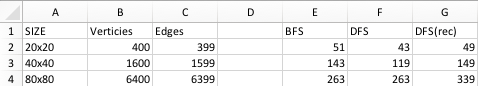 A B C D E F G
1 SIZE Verticies Edges BFS DFS DFS(rec)
2 20x20 400 399 51 43 49
3 40x40 1600 1599 143 119 149
4 80x80 6400 6399 263 263 339